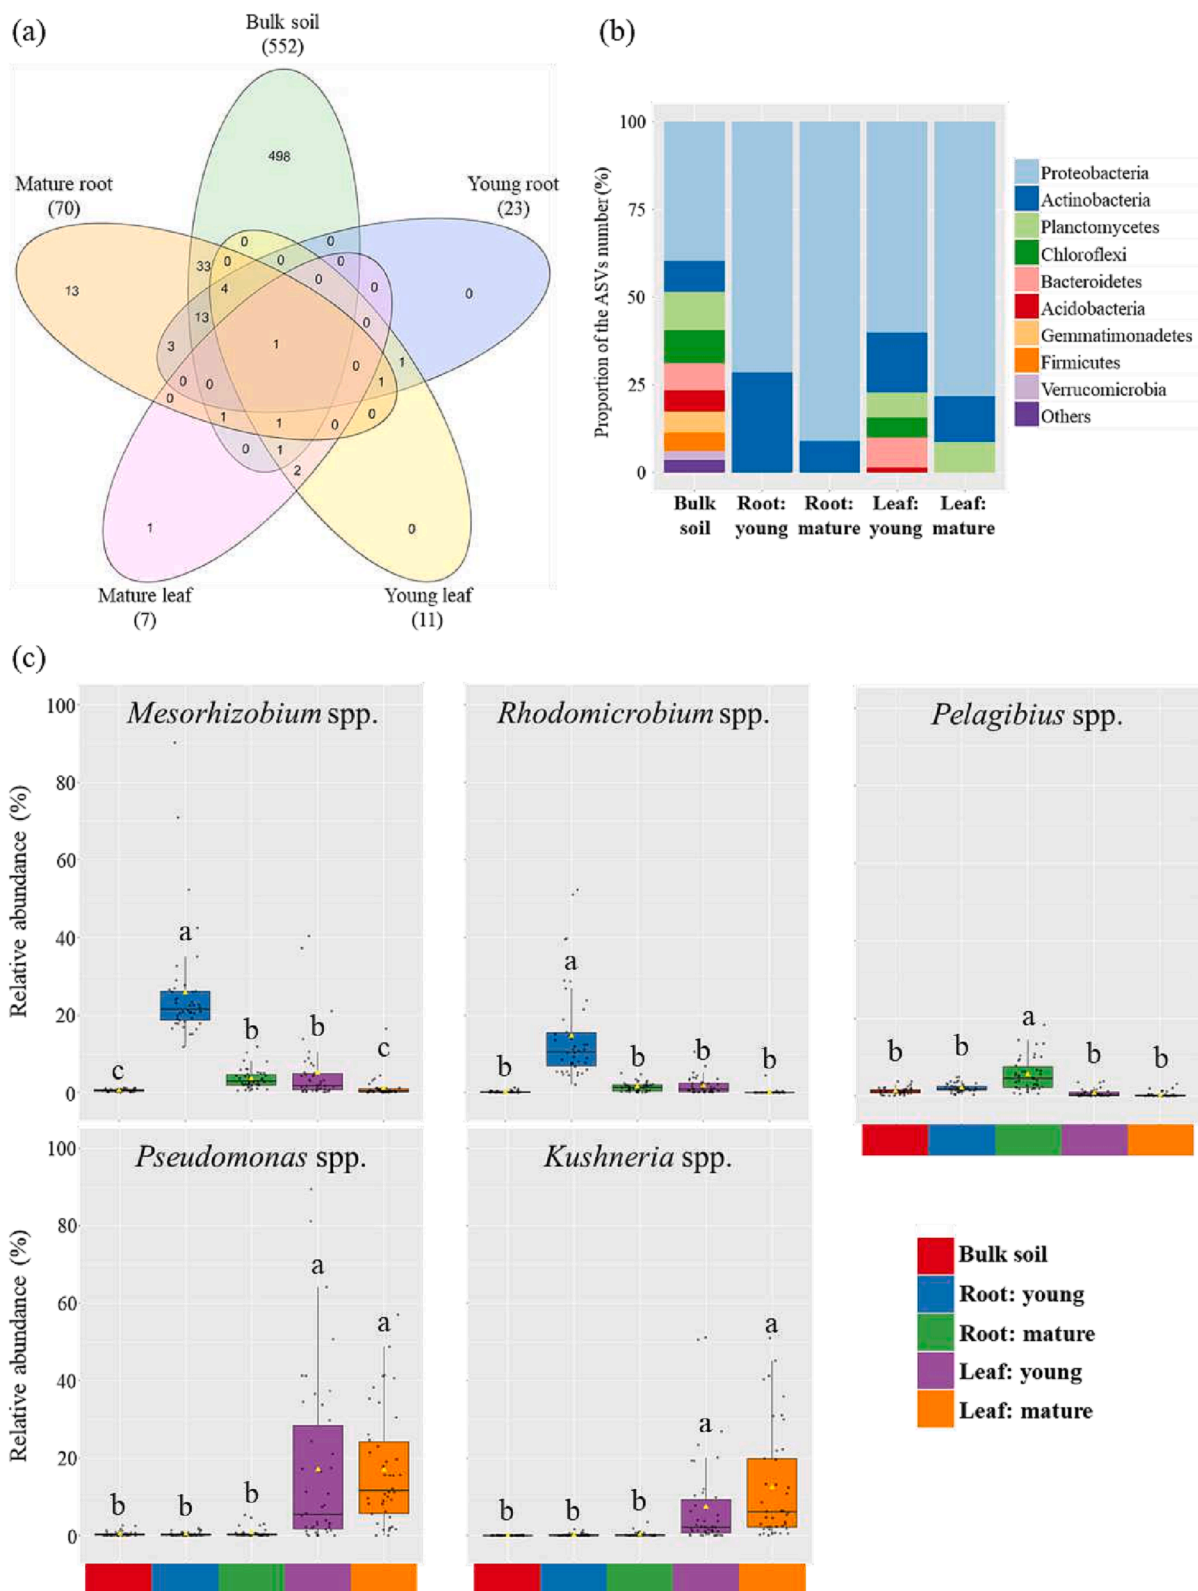 (a)
Bulk soil
(552)
Mature root
(70)
Young root
(23)
498
0
0
33
0
0
0
0
0
4
13
0
13
0
3
1
0
1
1
0
0
0
1
1
0
0
0
1
2
1
0
Mature leaf
(7)
Young leaf
(11)
(b)
Proportion of the ASVs number (%)
100
75
50
25
0
Bulk
soil
Root:
young
Root:
mature
Leaf:
young
Leaf:
mature
Proteobacteria
Actinobacteria
Planctomycetes
Chloroflexi
Bacteroidetes
Acidobacteria
Gemmatimonadetes
Firmicutes
Verrucomicrobia
Others
(c)
Relative abundance (%)
100
80
60
40
20
0
Mesorhizobium spp.
c
a
b
b
c
Rhodomicrobium spp.
b
a
b
b
b
Pelagibius spp.
b
b
a
b
b
Relative abundance (%)
100
80
60
40
20
0
Pseudomonas spp.
b
b
b
a
a
Kushneria spp.
b
b
b
a
a
Bulk soil
Root: young
Root: mature
Leaf: young
Leaf: mature